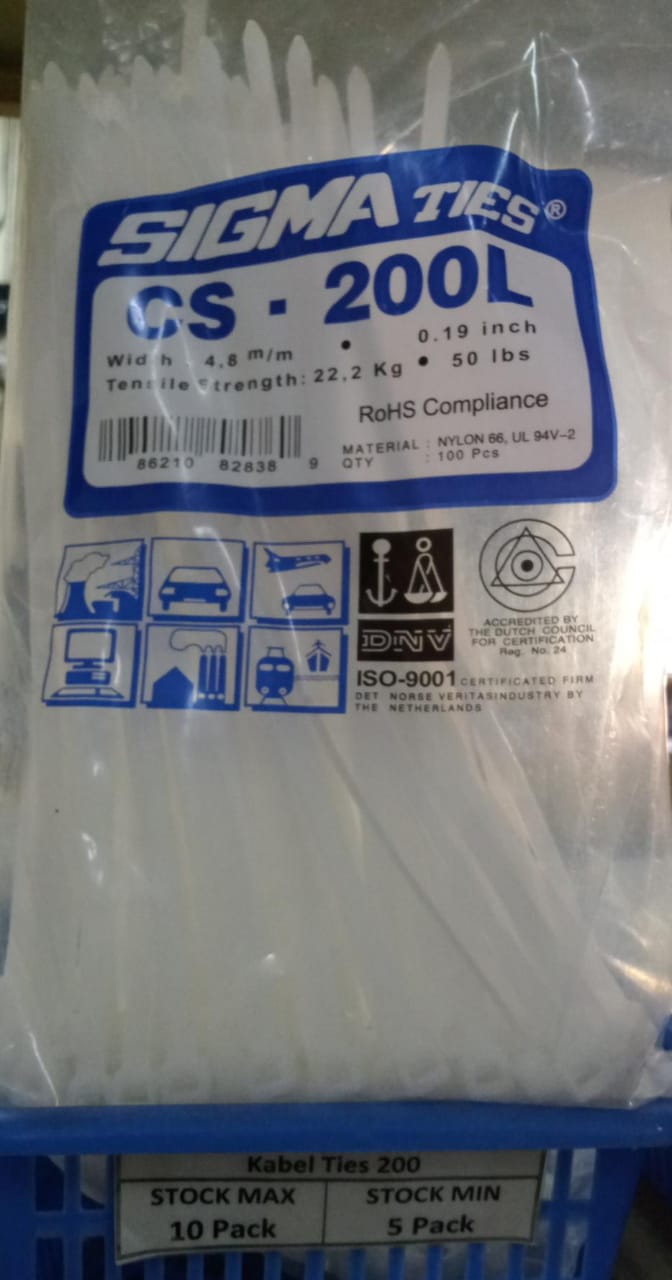 SIGMA TIES ®
CS - 200L
Width : 4,8 m/m • 0.19 inch
Tensile Strength: 22,2 Kg • 50 lbs
RoHS Compliance
MATERIAL : NYLON 66, UL 94V-2
QTY : 100 Pcs
86210 82838 9
DNV
ACCREDITED BY
THE DUTCH COUNCIL
FOR CERTIFICATION
Reg. No. 24
ISO-9001 CERTIFICATED FIRM
DET NORSE VERITASINDUSTRY BY
THE NETHERLANDS
Kabel Ties 200
STOCK MAX
10 Pack
STOCK MIN
5 Pack